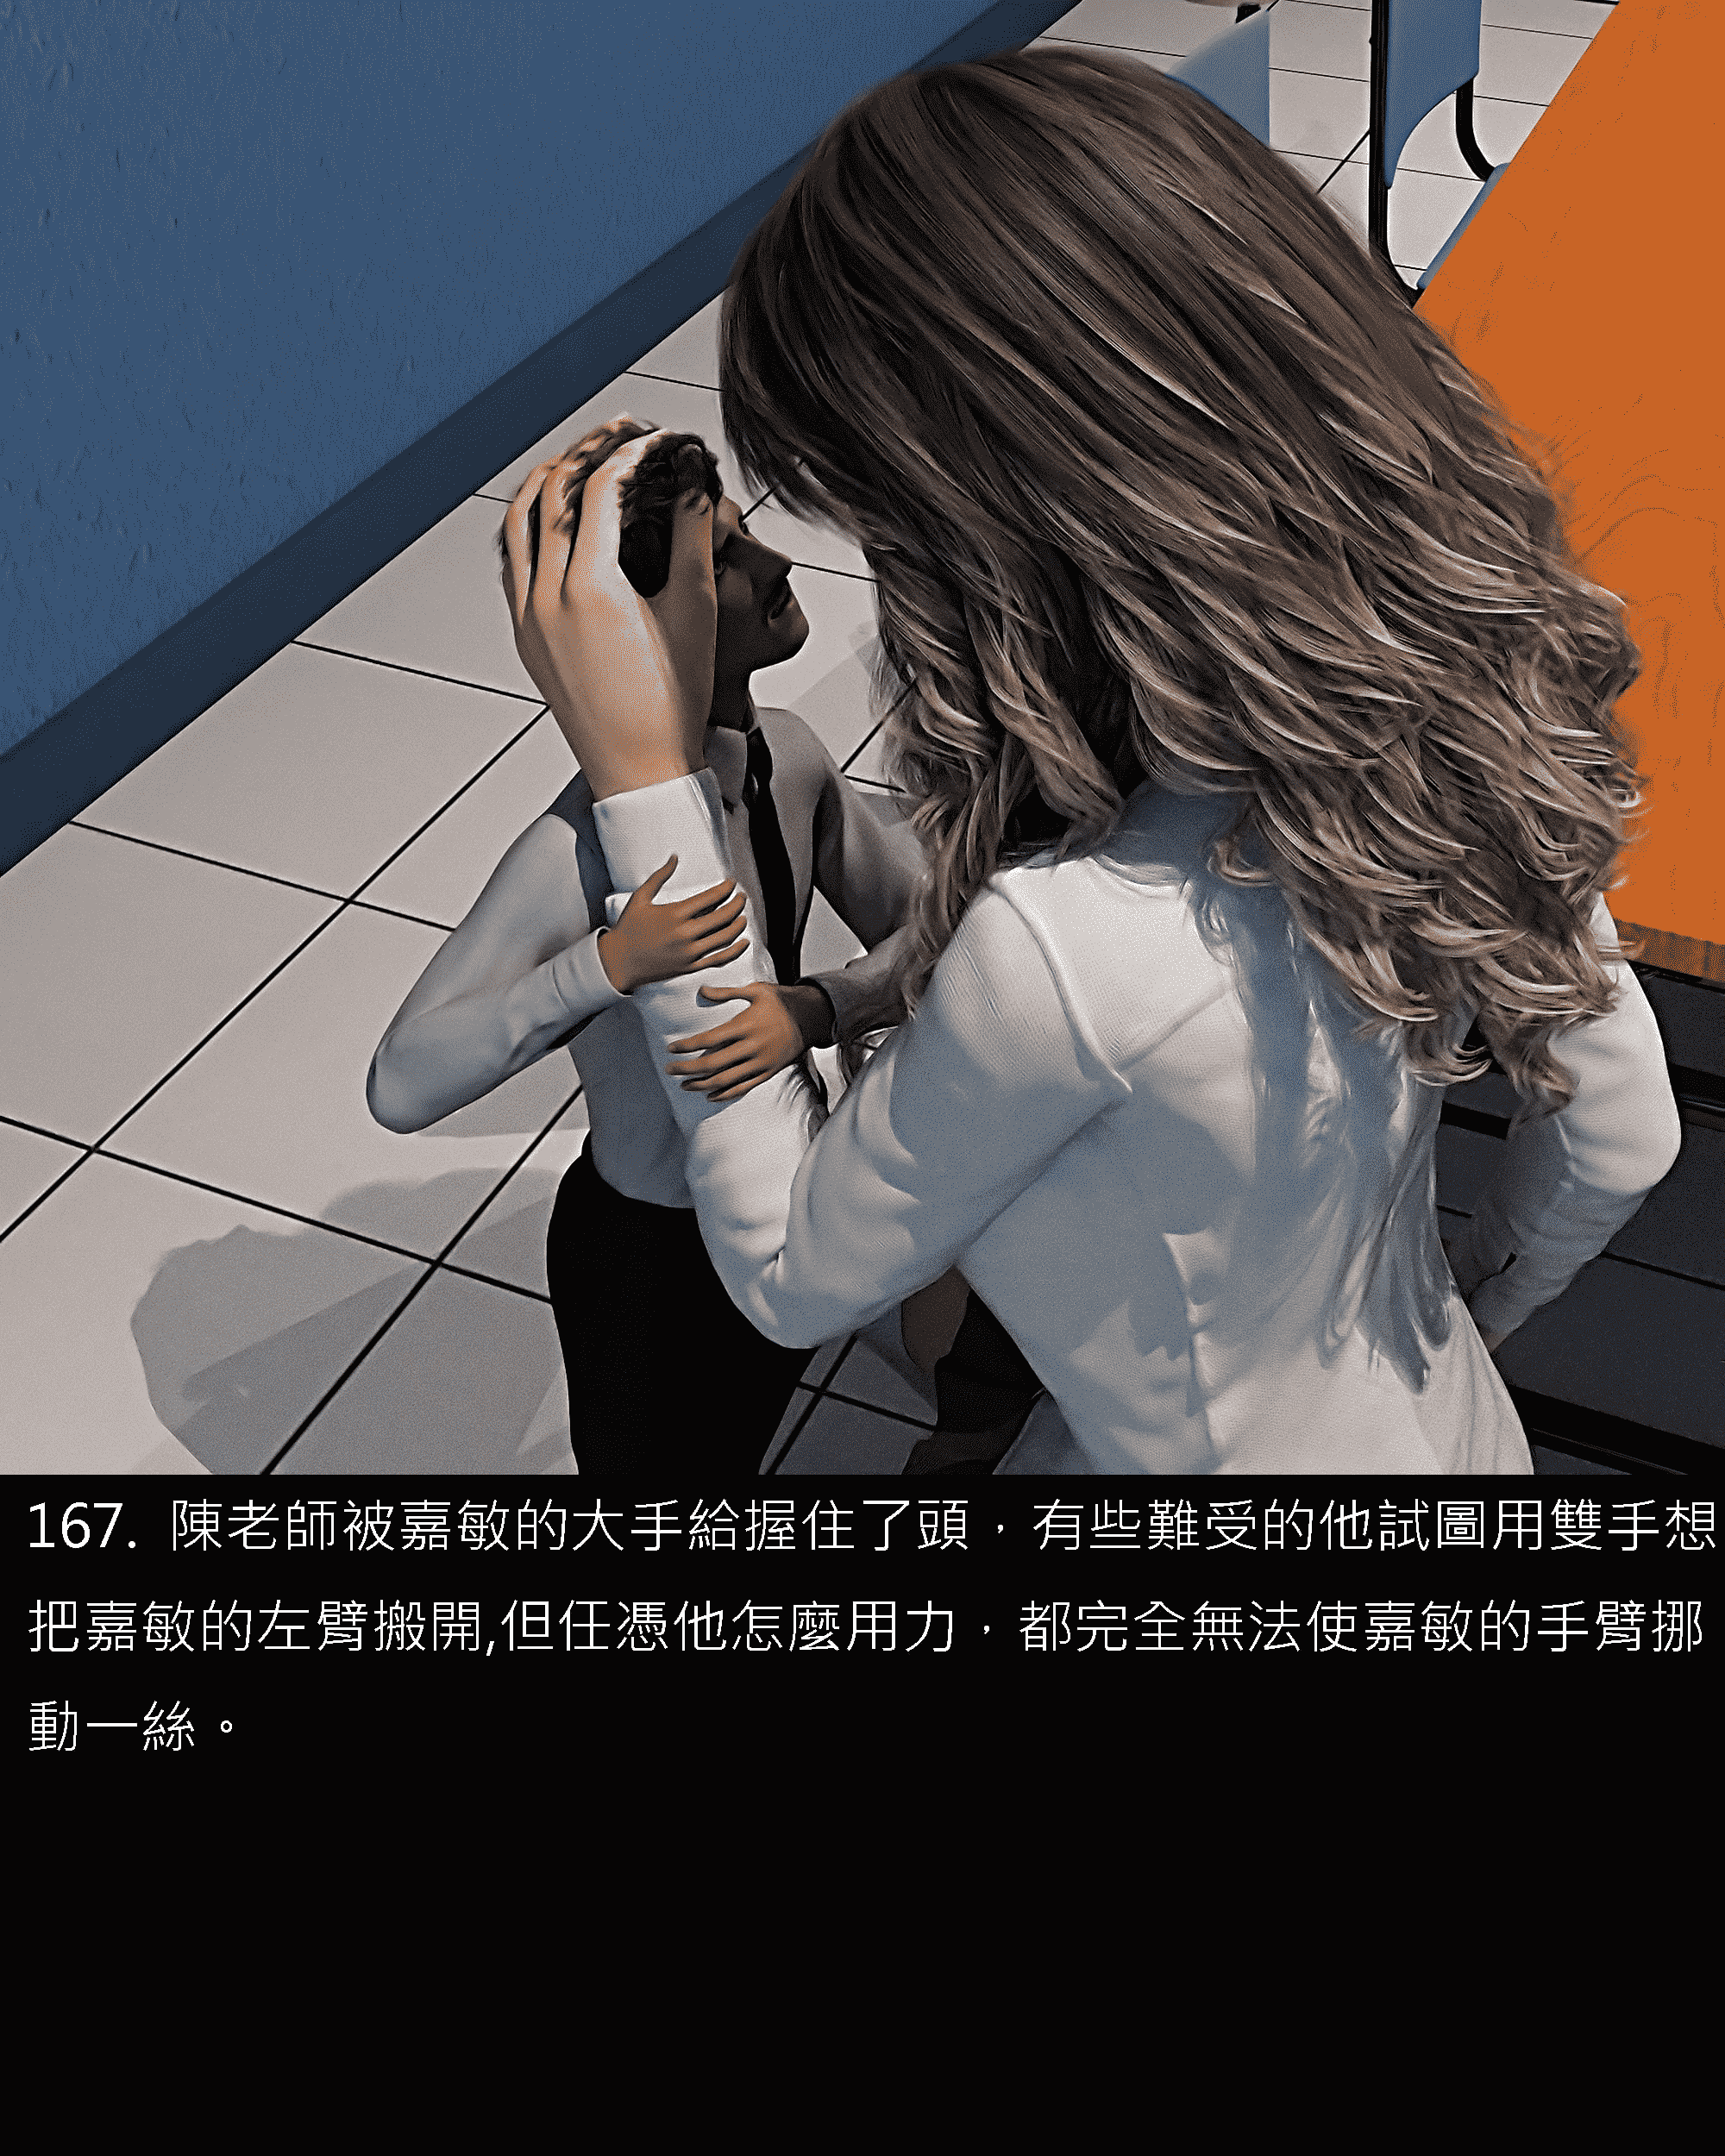 167. 陳老師被嘉敏的大手給握住了頭，有些難受的他試圖用雙手想
把嘉敏的左臂搬開,但任憑他怎麼用力，都完全無法使嘉敏的手臂挪
動一絲。